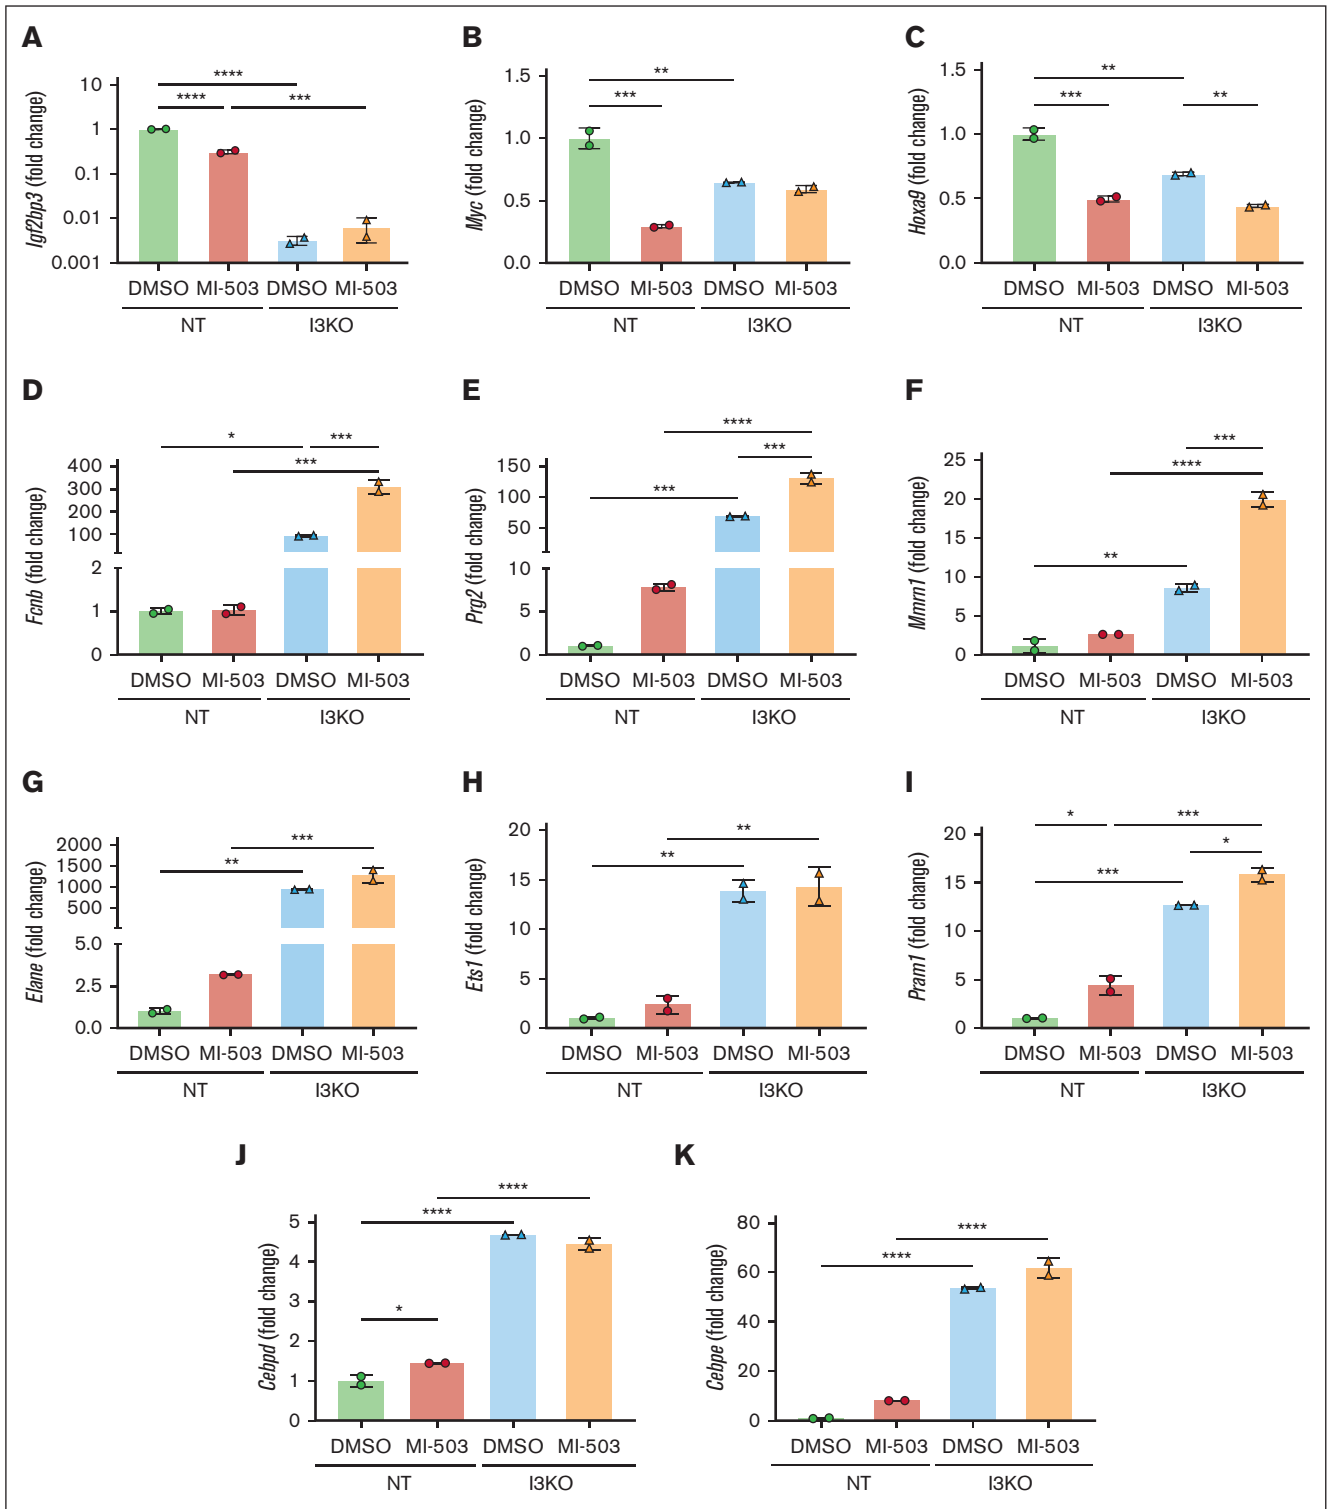 A
Igf2bp3 (fold change)
10
1
0.1
0.01
0.001
****
**** ***
DMSO MI-503 DMSO MI-503
NT I3KO
B
Myc (fold change)
1.5
1.0
0.5
0.0
**
***
DMSO MI-503 DMSO MI-503
NT I3KO
C
Hoxa9 (fold change)
1.5
1.0
0.5
0.0
**
*** **
DMSO MI-503 DMSO MI-503
NT I3KO
D
Fcnb (fold change)
400
300
200
100
2
1
0
* ***
***
DMSO MI-503 DMSO MI-503
NT I3KO
E
Prg2 (fold change)
150
100
50
10
5
0
****
***
***
DMSO MI-503 DMSO MI-503
NT I3KO
F
Mmrn1 (fold change)
25
20
15
10
5
0
***
****
**
DMSO MI-503 DMSO MI-503
NT I3KO
G
Elane (fold change)
2000
1500
1000
500
5.0
2.5
0.0
***
**
DMSO MI-503 DMSO MI-503
NT I3KO
H
Ets1 (fold change)
20
15
10
5
0
**
**
DMSO MI-503 DMSO MI-503
NT I3KO
I
Pram1 (fold change)
20
15
10
5
0
* ***
*
***
DMSO MI-503 DMSO MI-503
NT I3KO
J
Cebpd (fold change)
5
4
3
2
1
0
****
****
*
DMSO MI-503 DMSO MI-503
NT I3KO
K
Cebpe (fold change)
80
60
40
20
0
****
****
DMSO MI-503 DMSO MI-503
NT I3KO